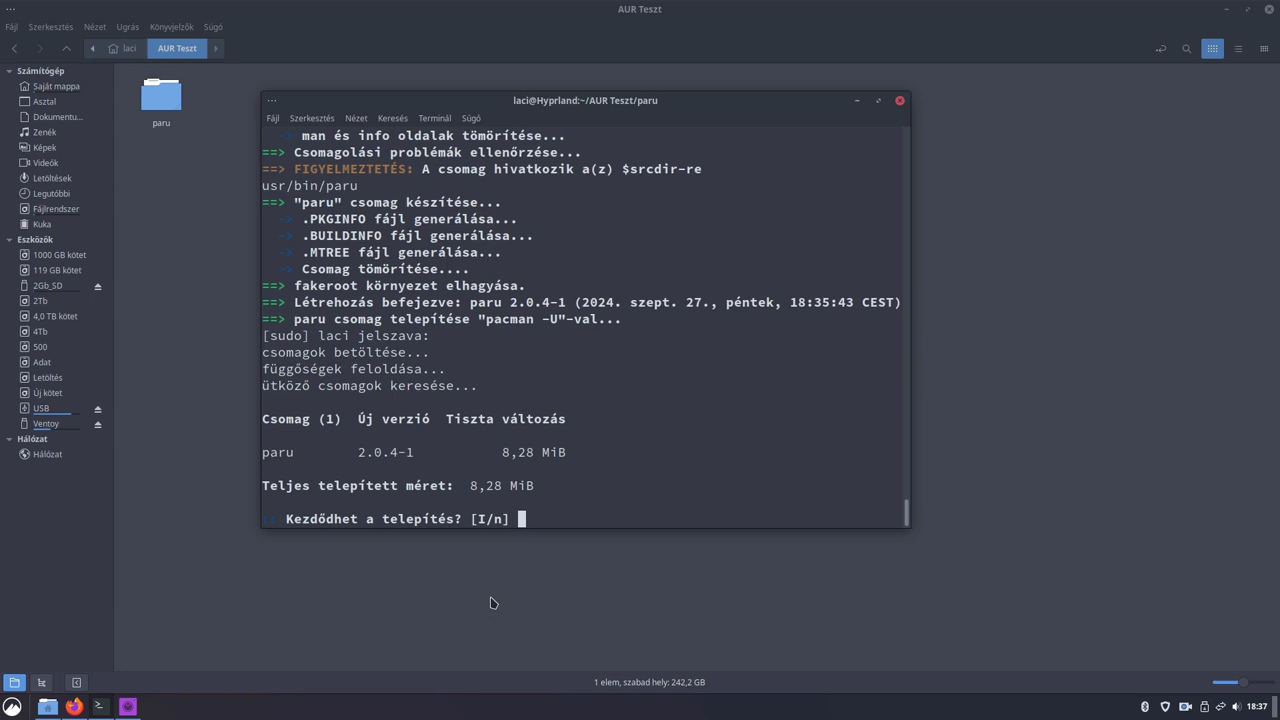 AUR Teszt
Fájl Szerkesztés Nézet Ugrás Könyvjelzők Súgó
laci AUR Teszt
Számítógép
Saját mappa
Asztal
Dokumentu...
Zenék
Képek
Videók
Letöltések
Legutóbbi
Fájlrendszer
Kuka
Eszközök
1000 GB kötet
119 GB kötet
2Gb_SD
2Tb
4,0 TB kötet
4Tb
500
Adat
Letöltés
Új kötet
USB
Ventoy
Hálózat
Hálózat
paru
laci@Hyprland:~/AUR Teszt/paru
Fájl Szerkesztés Nézet Keresés Terminál Súgó
-> man és info oldalak tömörítése...
==> Csomagolási problémák ellenőrzése...
==> FIGYELMEZTETÉS: A csomag hivatkozik a(z) $srcdir-re
usr/bin/paru
==> "paru" csomag készítése...
-> .PKGINFO fájl generálása...
-> .BUILDINFO fájl generálása...
-> .MTREE fájl generálása...
-> Csomag tömörítése....
==> fakeroot környezet elhagyása.
==> Létrehozás befejezve: paru 2.0.4-1 (2024. szept. 27., péntek, 18:35:43 CEST)
==> paru csomag telepítése "pacman -U"-val...
[sudo] laci jelszava:
csomagok betöltése...
függőségek feloldása...
ütköző csomagok keresése...
Csomag (1) Új verzió Tiszta változás
paru 2.0.4-1 8,28 MiB
Teljes telepített méret: 8,28 MiB
:: Kezdődhet a telepítés? [I/n]
1 elem, szabad hely: 242,2 GB
18:37